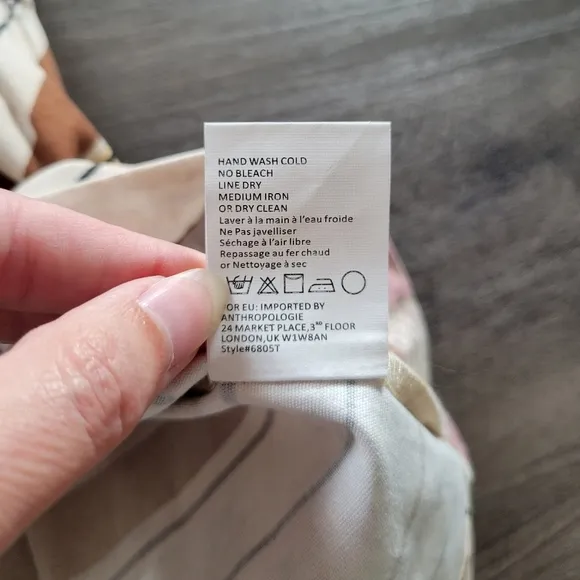 HAND WASH COLD
NO BLEACH
LINE DRY
MEDIUM IRON
OR DRY CLEAN
Laver à la main à l'eau froide
Ne Pas javelliser
Séchage à l'air libre
Repassage au fer chaud
or Nettoyage à sec
OR EU: IMPORTED BY
ANTHROPOLOGIE
24 MARKET PLACE,3RD FLOOR
LONDON,UK W1W8AN
Style#6805T